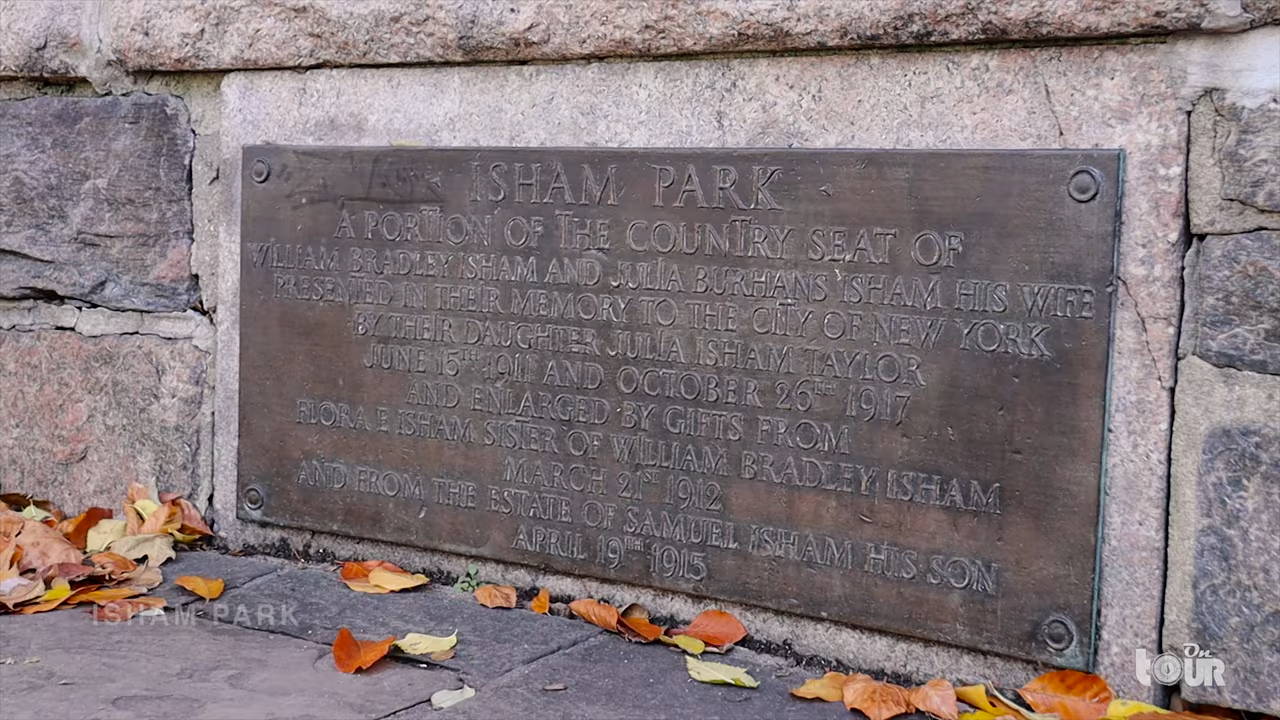 ISHAM PARK
A PORTION OF THE COUNTRY SEAT OF
WILLIAM BRADLEY ISHAM AND JULIA BURHANS ISHAM HIS WIFE
PRESENTED IN THEIR MEMORY TO THE CITY OF NEW YORK
BY THEIR DAUGHTER JULIA ISHAM TAYLOR
JUNE 15TH 1911 AND OCTOBER 26TH 1917
AND ENLARGED BY GIFTS FROM
FLORA E ISHAM SISTER OF WILLIAM BRADLEY ISHAM
MARCH 21ST 1912
AND FROM THE ESTATE OF SAMUEL ISHAM HIS SON
APRIL 19TH 1915
ISHAM PARK
On
tOUR